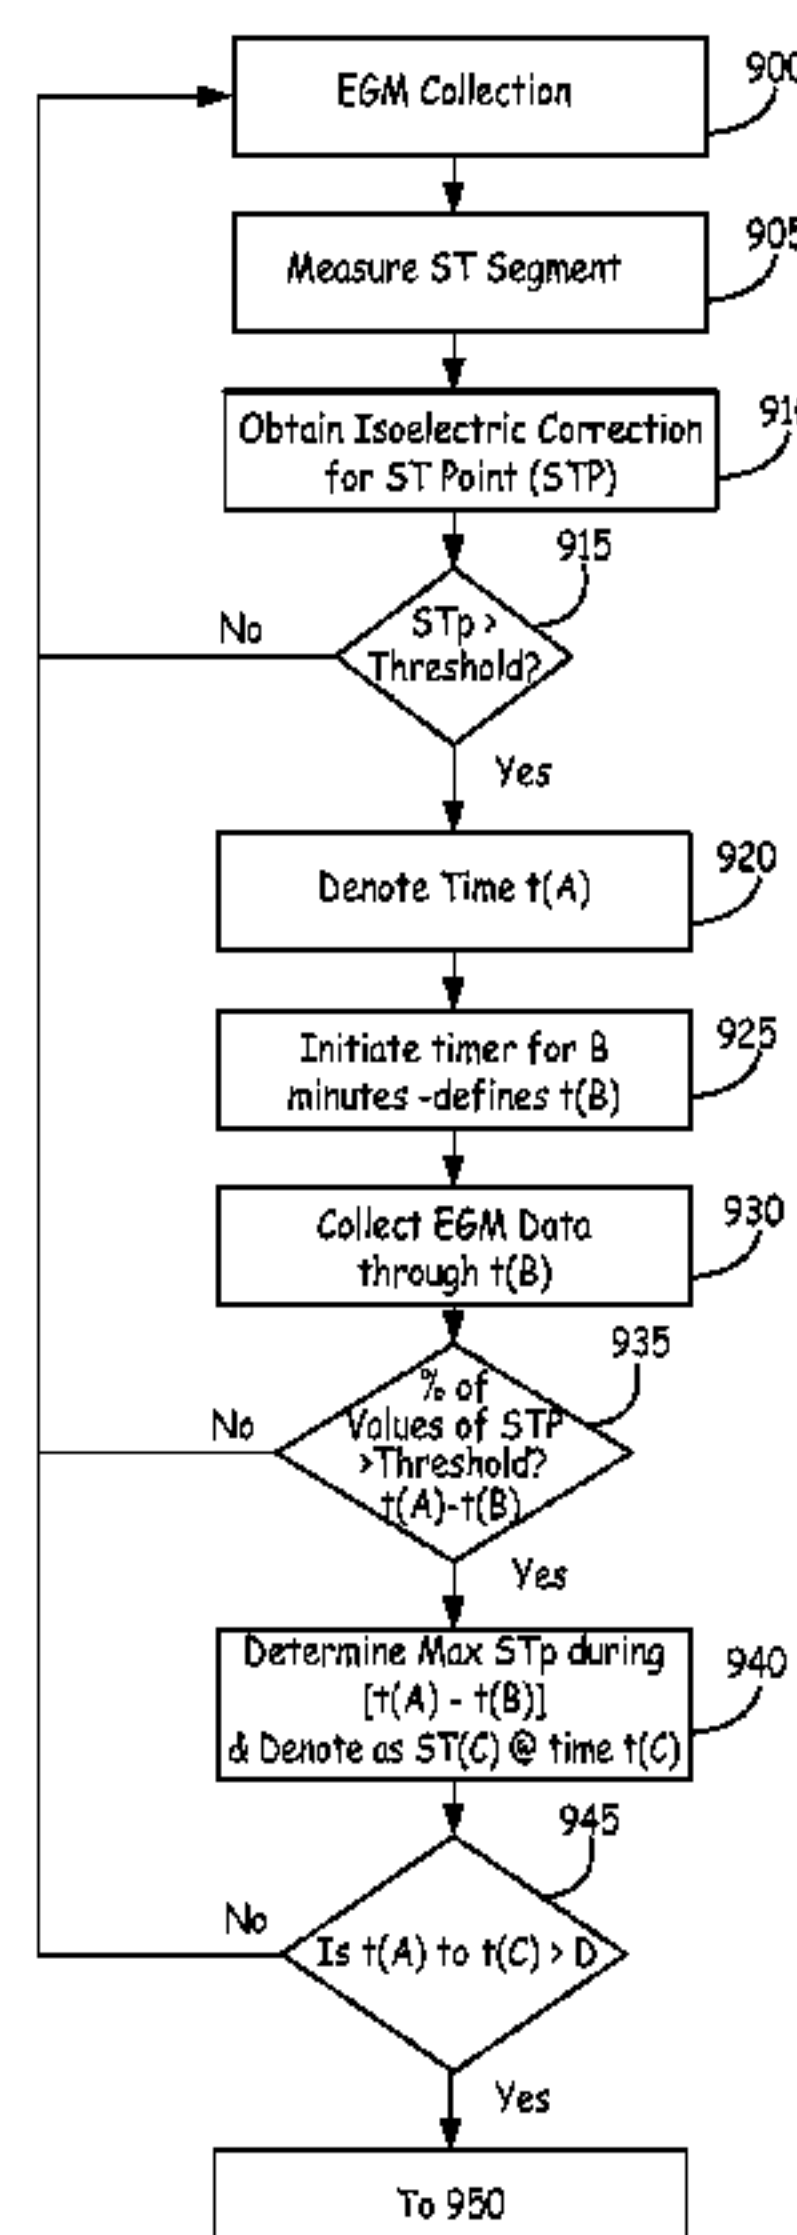 EGM Collection
900
Measure ST Segment
905
Obtain Isoelectric Correction
for ST Point (STP)
915
STp >
Threshold?
No
Yes
Denote Time t(A)
920
Initiate timer for B
minutes -defines t(B)
925
Collect EGM Data
through t(B)
930
935
% of
Values of STP
>Threshold?
t(A)-t(B)
No
Yes
Determine Max STp during
[t(A) - t(B)]
& Denote as ST(C) @ time t(C)
940
945
Is t(A) to t(C) > D
No
Yes
To 950